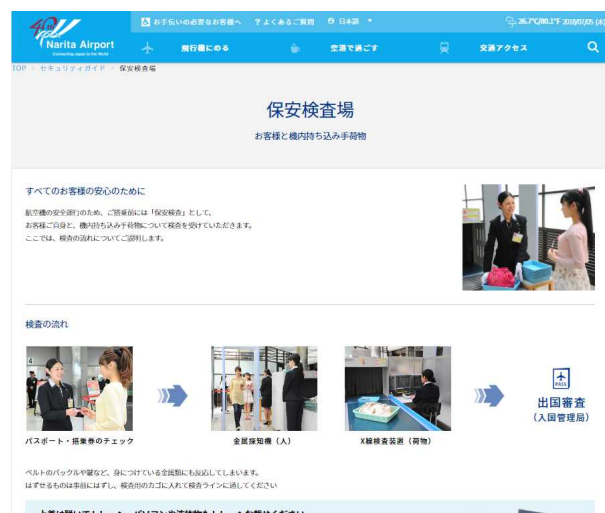 40th
お手伝いの必要なお客様へ ? よくあるご質問 日本語
26.7℃/80.1°F 2018/07/05 (木)
Narita Airport
飛行機にのる 空港で過ごす 交通アクセス
TOP セキュリティガイド 保安検査場
保安検査場
お客様と機内持ち込み手荷物
すべてのお客様の安心のために
航空機の安全運行のため、ご搭乗前には「保安検査」として、
お客様ご自身と、機内持ち込み手荷物について検査を受けていただきます。
ここでは、検査の流れについてご説明します。
検査の流れ
4
PASS
出国審査
(入国管理局)
パスポート・搭乗券のチェック 金属探知機（人） X線検査装置（荷物）
ベルトのバックルや鍵など、身につけている金属類にも反応してしまいます。
はずせるものは事前にはずし、検査用のカゴに入れて検査ラインに通してください